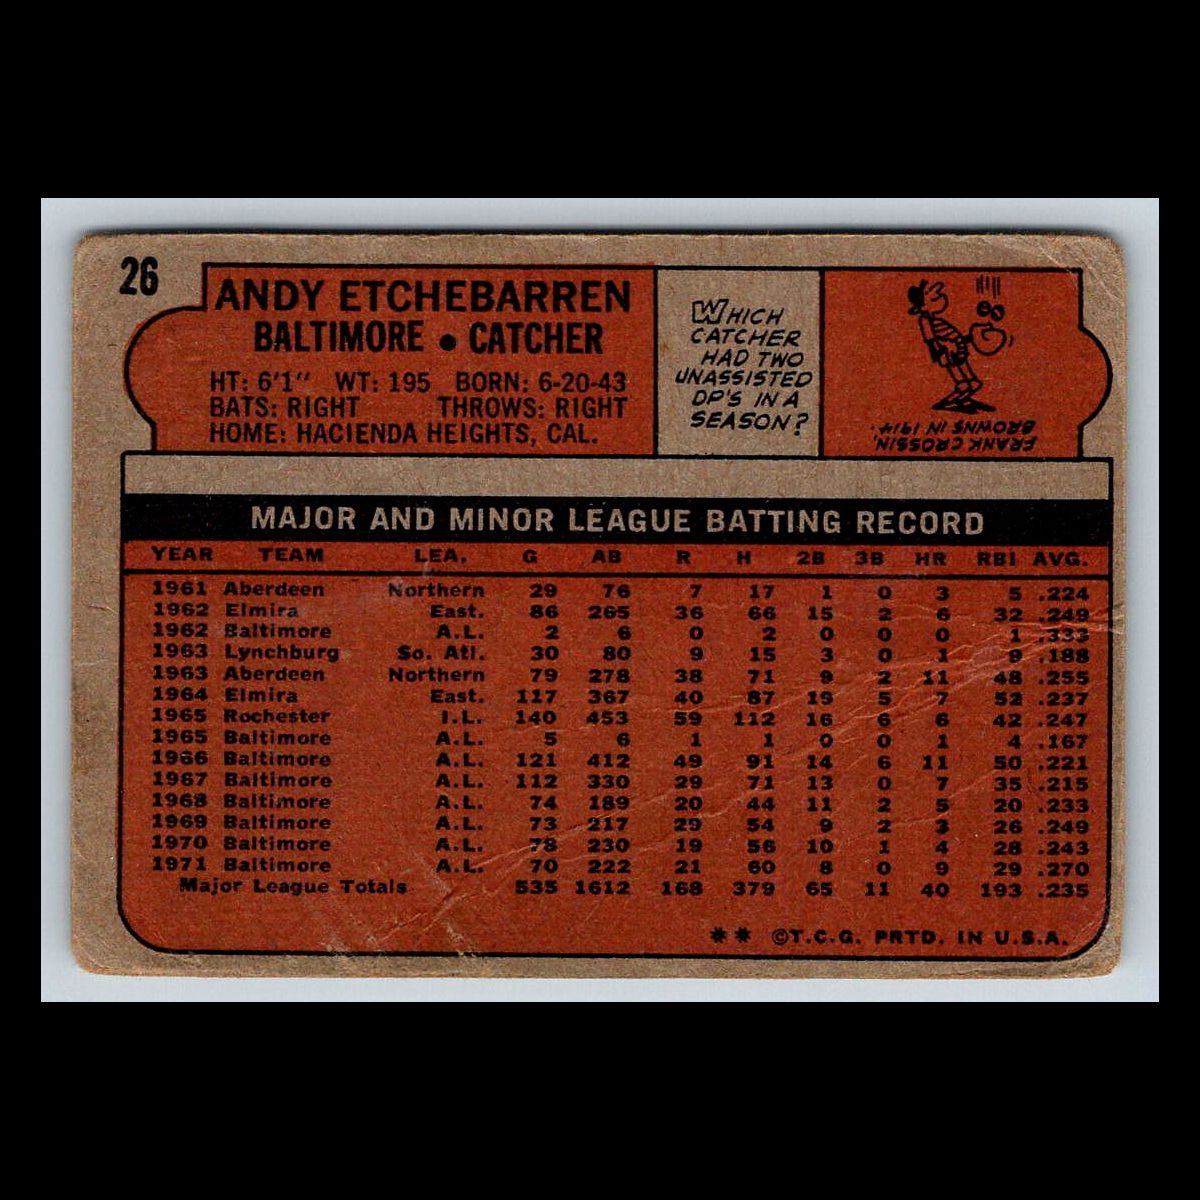 26
ANDY ETCHEBARREN
BALTIMORE • CATCHER
HT: 6'1" WT: 195 BORN: 6-20-43
BATS: RIGHT THROWS: RIGHT
HOME: HACIENDA HEIGHTS, CAL.
WHICH
CATCHER
HAD TWO
UNASSISTED
DP'S IN A
SEASON?
FRANK CROSSIN,
BROWNS IN 1914.
MAJOR AND MINOR LEAGUE BATTING RECORD
YEAR TEAM LEA. G AB R H 2B 3B HR RBI AVG.
1961 Aberdeen Northern 29 76 7 17 1 0 3 5 .224
1962 Elmira East. 86 265 36 66 15 2 6 32 .249
1962 Baltimore A.L. 2 6 0 2 0 0 0 1 .333
1963 Lynchburg So. Atl. 30 80 9 15 3 0 1 9 .188
1963 Aberdeen Northern 79 278 38 71 9 2 11 48 .255
1964 Elmira East. 117 367 40 87 19 5 7 52 .237
1965 Rochester I.L. 140 453 59 112 16 6 6 42 .247
1965 Baltimore A.L. 5 6 1 1 0 0 1 4 .167
1966 Baltimore A.L. 121 412 49 91 14 6 11 50 .221
1967 Baltimore A.L. 112 330 29 71 13 0 7 35 .215
1968 Baltimore A.L. 74 189 20 44 11 2 5 20 .233
1969 Baltimore A.L. 73 217 29 54 9 2 3 26 .249
1970 Baltimore A.L. 78 230 19 56 10 1 4 28 .243
1971 Baltimore A.L. 70 222 21 60 8 0 9 29 .270
Major League Totals 535 1612 168 379 65 11 40 193 .235
** ©T.C.G. PRTD. IN U.S.A.